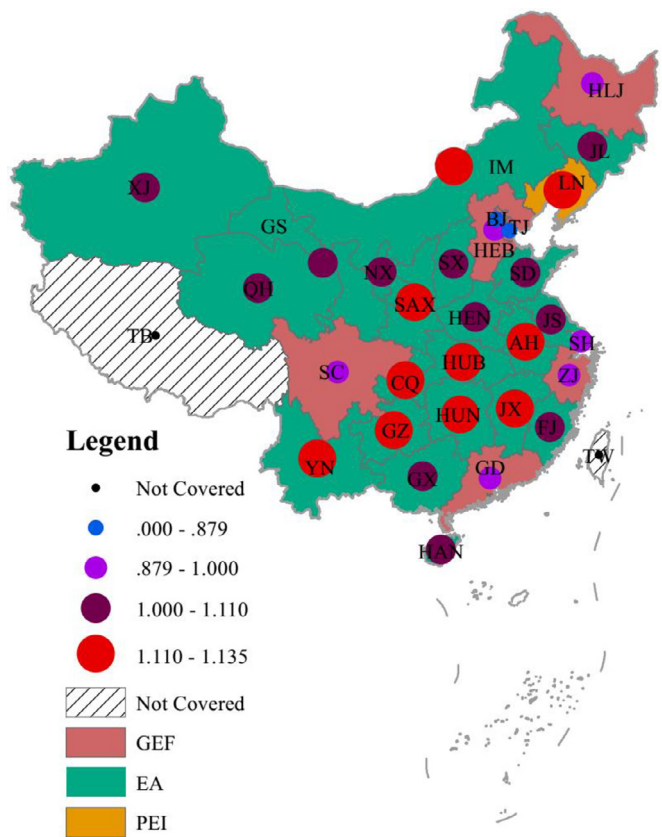 HLJ
JL
IM
LN
XJ
GS
BJ
TJ
HEB
NX
SX
SD
QH
SAX
HEN
JS
TB
AH
SH
HUB
SC
CQ
ZJ
HUN
JX
GZ
FJ
Legend
TW
YN
GX
GD
Not Covered
.000 - .879
HAN
.879 - 1.000
1.000 - 1.110
1.110 - 1.135
Not Covered
GEF
EA
PEI